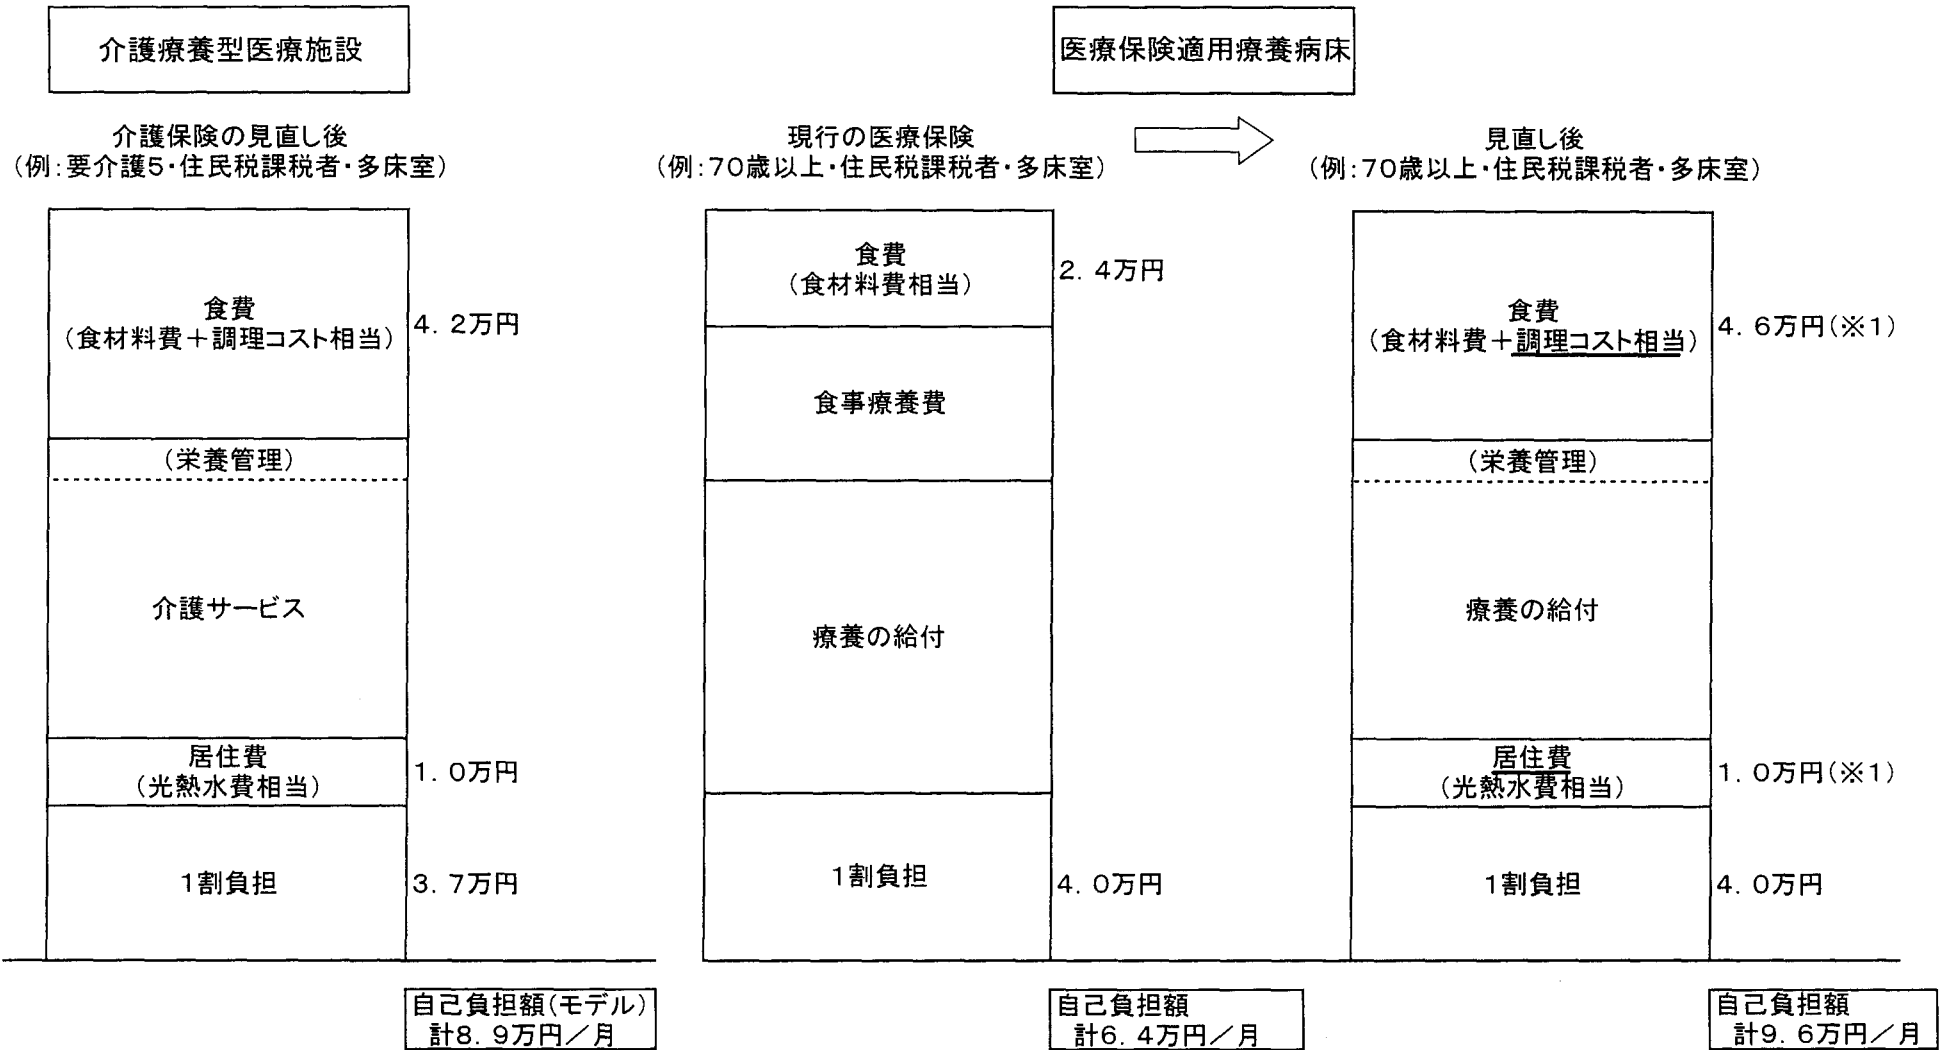 介護療養型医療施設
医療保険適用療養病床
介護保険の見直し後
（例：要介護５・住民税課税者・多床室）
現行の医療保険
（例：７０歳以上・住民税課税者・多床室）
見直し後
（例：７０歳以上・住民税課税者・多床室）
食費
（食材料費＋調理コスト相当）
４．２万円
（栄養管理）
介護サービス
居住費
（光熱水費相当）
１．０万円
１割負担
３．７万円
自己負担額（モデル）
計８．９万円／月
食費
（食材料費相当）
２．４万円
食事療養費
療養の給付
１割負担
４．０万円
自己負担額
計６．４万円／月
食費
（食材料費＋調理コスト相当）
４．６万円（※１）
（栄養管理）
療養の給付
居住費
（光熱水費相当）
１．０万円（※１）
１割負担
４．０万円
自己負担額
計９．６万円／月